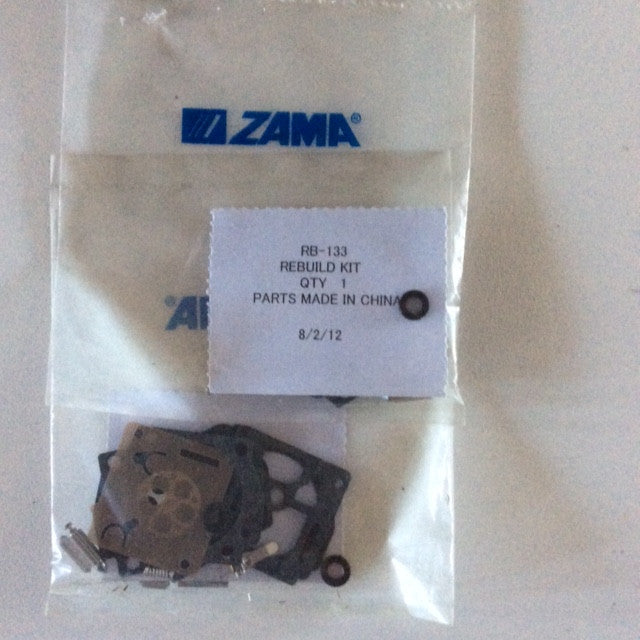 ZAMA®
RB-133
REBUILD KIT
QTY 1
PARTS MADE IN CHINA
8/2/12